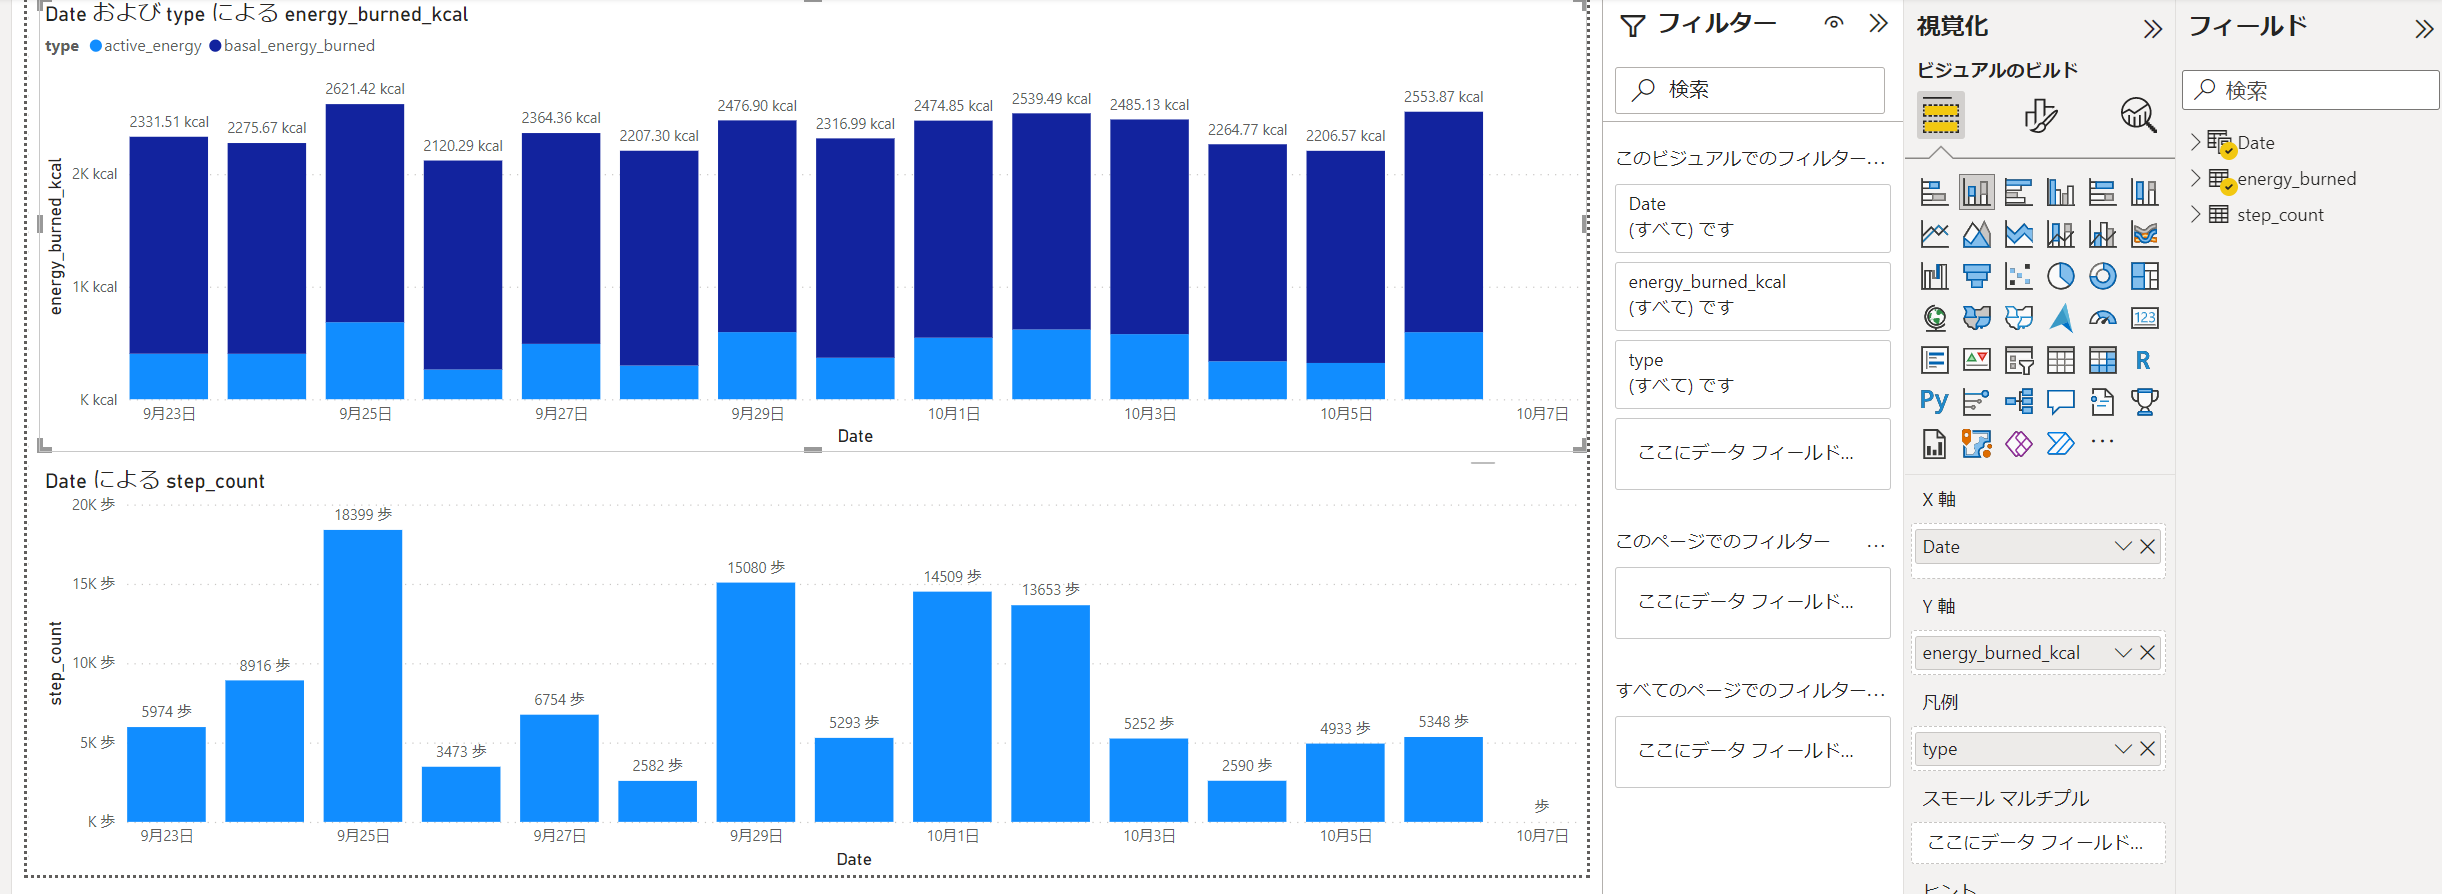 Date および type による energy_burned_kcal
type active_energy basal_energy_burned
energy_burned_kcal
2K kcal
1K kcal
K kcal
2331.51 kcal
2275.67 kcal
2621.42 kcal
2120.29 kcal
2364.36 kcal
2207.30 kcal
2476.90 kcal
2316.99 kcal
2474.85 kcal
2539.49 kcal
2485.13 kcal
2264.77 kcal
2206.57 kcal
2553.87 kcal
9月23日
9月25日
9月27日
9月29日
10月1日
10月3日
10月5日
10月7日
Date
Date による step_count
step_count
20K 歩
15K 歩
10K 歩
5K 歩
K 歩
5974 歩
8916 歩
18399 歩
3473 歩
6754 歩
2582 歩
15080 歩
5293 歩
14509 歩
13653 歩
5252 歩
2590 歩
4933 歩
5348 歩
歩
9月23日
9月25日
9月27日
9月29日
10月1日
10月3日
10月5日
10月7日
Date
フィルター
検索
このビジュアルでのフィルター...
Date
(すべて) です
energy_burned_kcal
(すべて) です
type
(すべて) です
ここにデータ フィールド...
このページでのフィルター ...
ここにデータ フィールド...
すべてのページでのフィルター...
ここにデータ フィールド...
視覚化
ビジュアルのビルド
123
R
Py
...
X 軸
Date
Y 軸
energy_burned_kcal
凡例
type
スモール マルチプル
ここにデータ フィールド...
ヒント
フィールド
検索
Date
energy_burned
step_count